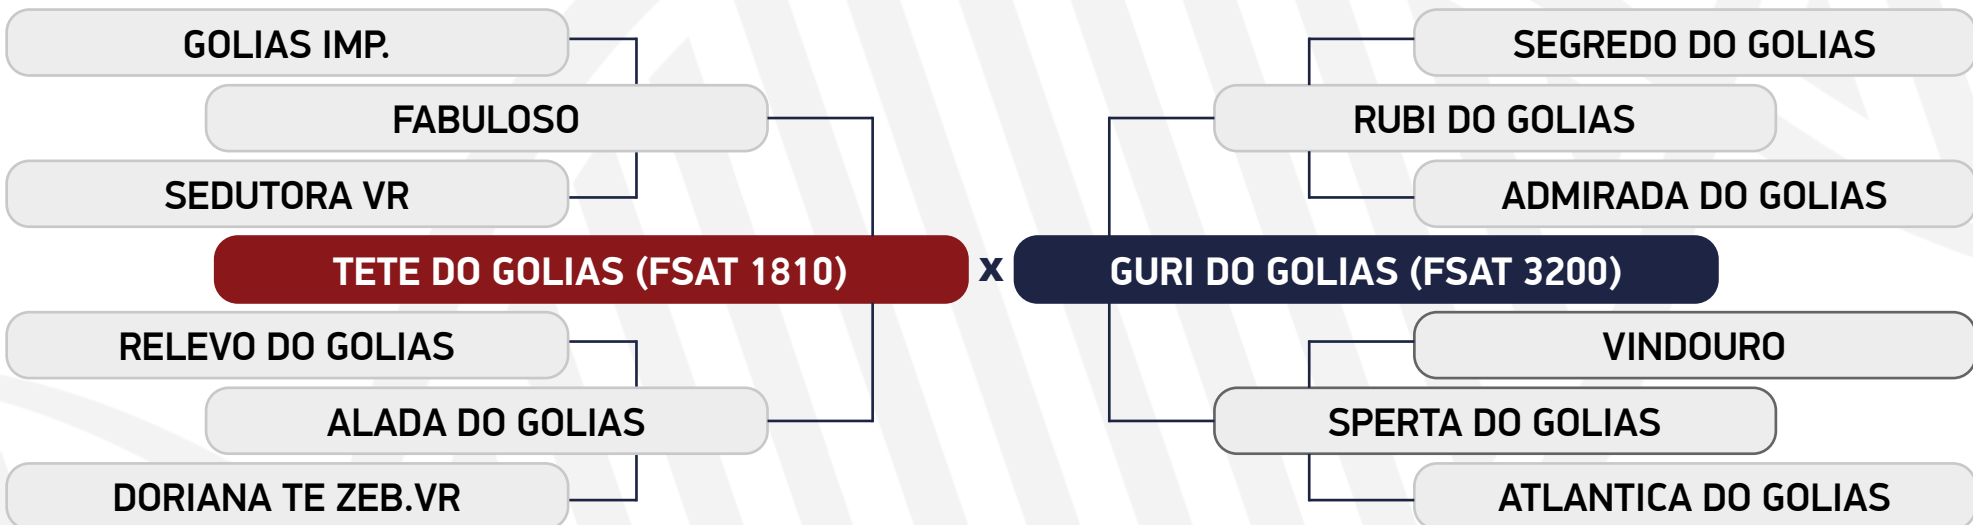 GOLIAS IMP.
FABULOSO
SEDUTORA VR
TETE DO GOLIAS (FSAT 1810)
RELEVO DO GOLIAS
ALADA DO GOLIAS
DORIANA TE ZEB.VR
x
SEGREDO DO GOLIAS
RUBI DO GOLIAS
ADMIRADA DO GOLIAS
GURI DO GOLIAS (FSAT 3200)
VINDOURO
SPERTA DO GOLIAS
ATLANTICA DO GOLIAS